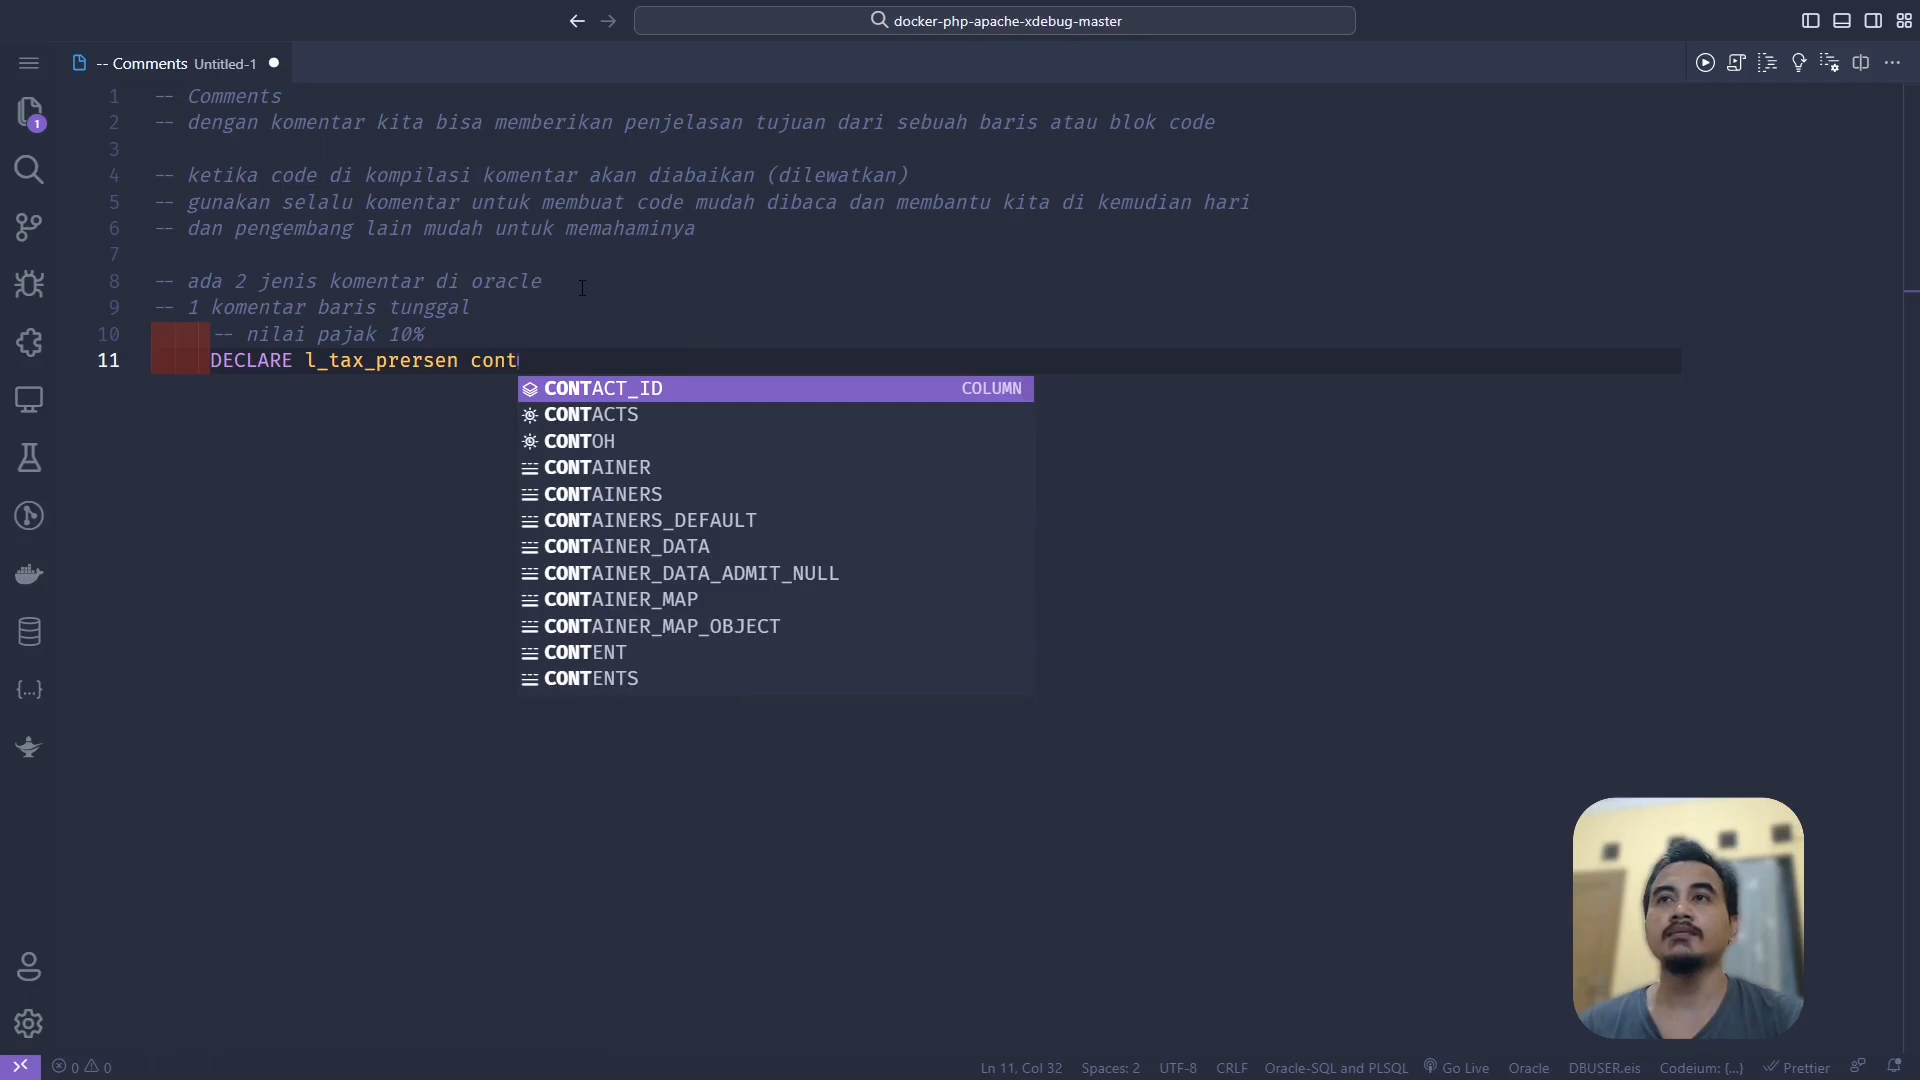 docker-php-apache-xdebug-master
-- Comments Untitled-1
1 -- Comments
2 -- dengan komentar kita bisa memberikan penjelasan tujuan dari sebuah baris atau blok code
3
4 -- ketika code di kompilasi komentar akan diabaikan (dilewatkan)
5 -- gunakan selalu komentar untuk membuat code mudah dibaca dan membantu kita di kemudian hari
6 -- dan pengembang lain mudah untuk memahaminya
7
8 -- ada 2 jenis komentar di oracle
9 -- 1 komentar baris tunggal
10 -- nilai pajak 10%
11 DECLARE l_tax_prersen cont
CONTACT_ID COLUMN
CONTACTS
CONTOH
CONTAINER
CONTAINERS
CONTAINERS_DEFAULT
CONTAINER_DATA
CONTAINER_DATA_ADMIT_NULL
CONTAINER_MAP
CONTAINER_MAP_OBJECT
CONTENT
CONTENTS
1
0 0 Ln 11, Col 32 Spaces: 2 UTF-8 CRLF Oracle-SQL and PLSQL Go Live Oracle DBUSER.eis Codeium: {...} Prettier